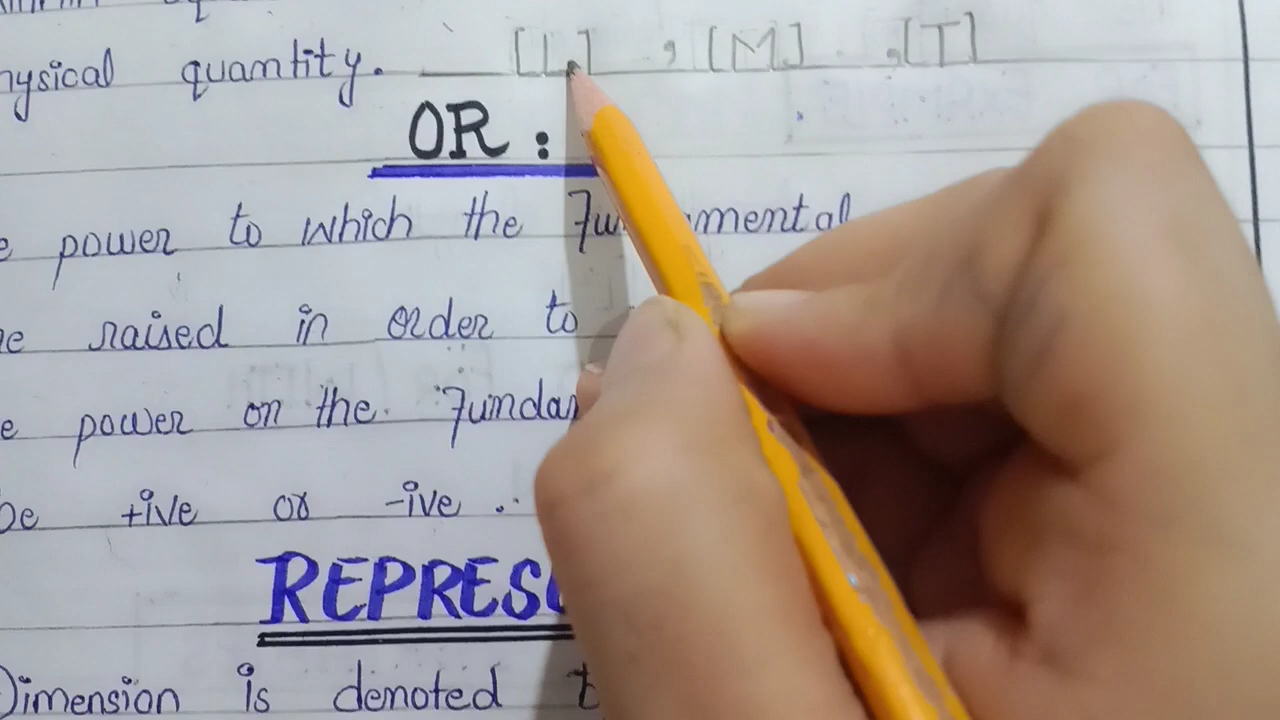 physical quantity. [L] , [M] , [T]
OR :
power to which the Fundamental
raised in order to
power on the Fundam
be +ive or -ive .
REPRES
Dimension is denoted